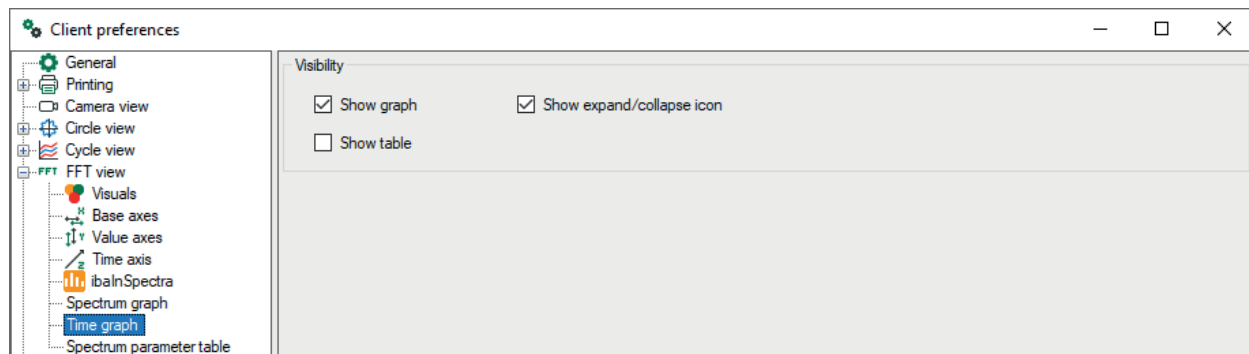 Client preferences
General
Printing
Camera view
Circle view
Cycle view
FFT FFT view
Visuals
X Base axes
Y Value axes
Z Time axis
ibaInSpectra
Spectrum graph
Time graph
Spectrum parameter table
Visibility
Show graph Show expand/collapse icon
Show table